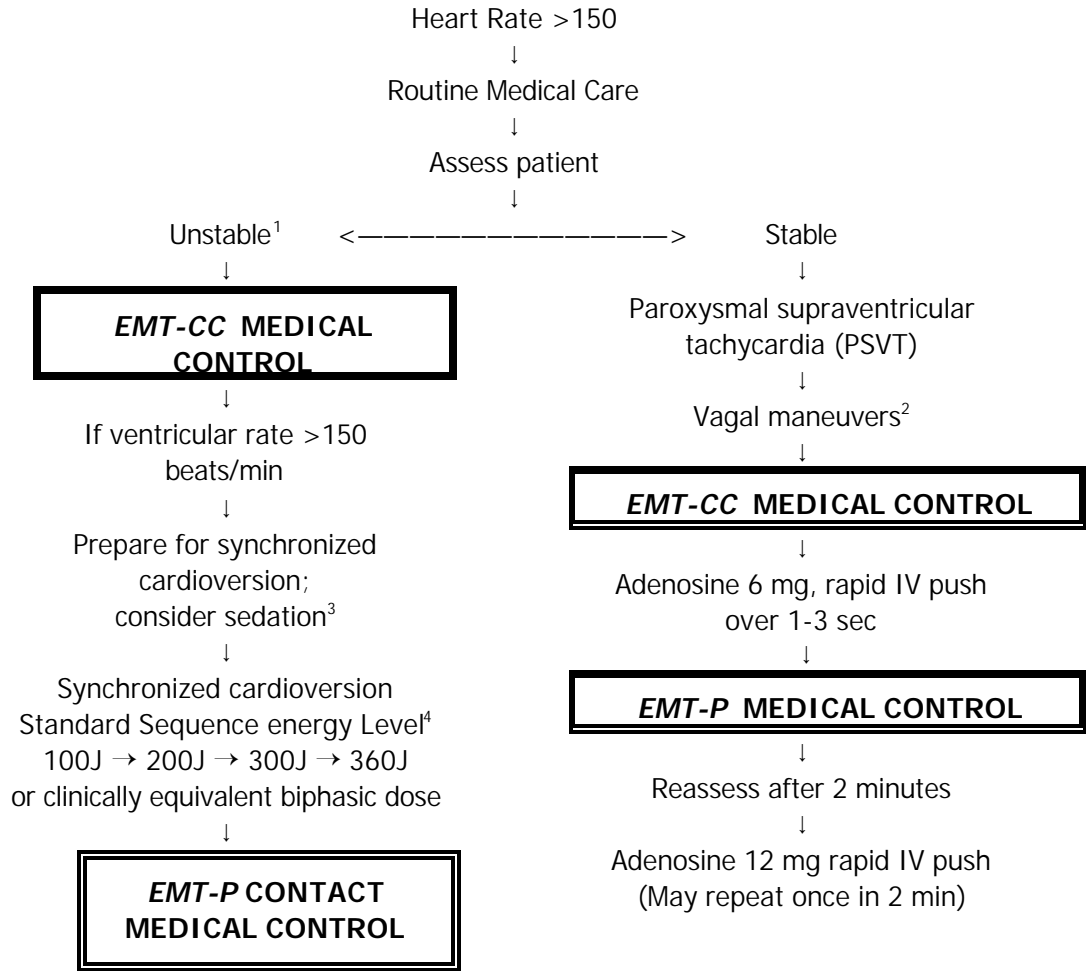 Heart Rate >150
↓
Routine Medical Care
↓
Assess patient
↓
Unstable¹ <————————————> Stable
↓
EMT-CC MEDICAL
CONTROL
↓
If ventricular rate >150
beats/min
↓
Prepare for synchronized
cardioversion;
consider sedation³
↓
Synchronized cardioversion
Standard Sequence energy Level⁴
100J → 200J → 300J → 360J
or clinically equivalent biphasic dose
↓
EMT-P CONTACT
MEDICAL CONTROL
↓
Paroxysmal supraventricular
tachycardia (PSVT)
↓
Vagal maneuvers²
↓
EMT-CC MEDICAL CONTROL
↓
Adenosine 6 mg, rapid IV push
over 1-3 sec
↓
EMT-P MEDICAL CONTROL
↓
Reassess after 2 minutes
↓
Adenosine 12 mg rapid IV push
(May repeat once in 2 min)